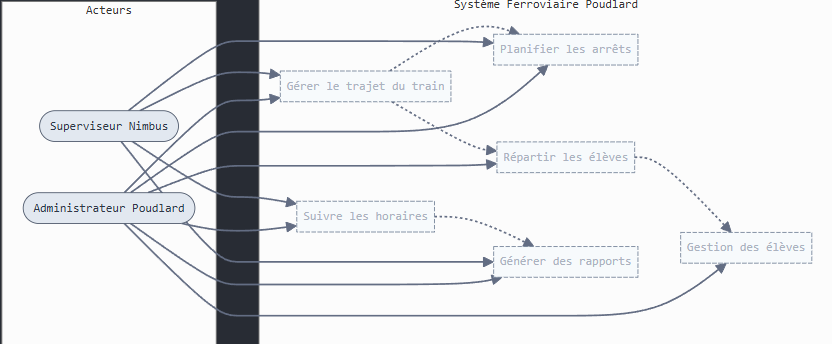 Acteurs
Système Ferroviaire Poudlard
Planifier les arrêts
Gérer le trajet du train
Superviseur Nimbus
Répartir les élèves
Administrateur Poudlard
Suivre les horaires
Gestion des élèves
Générer des rapports